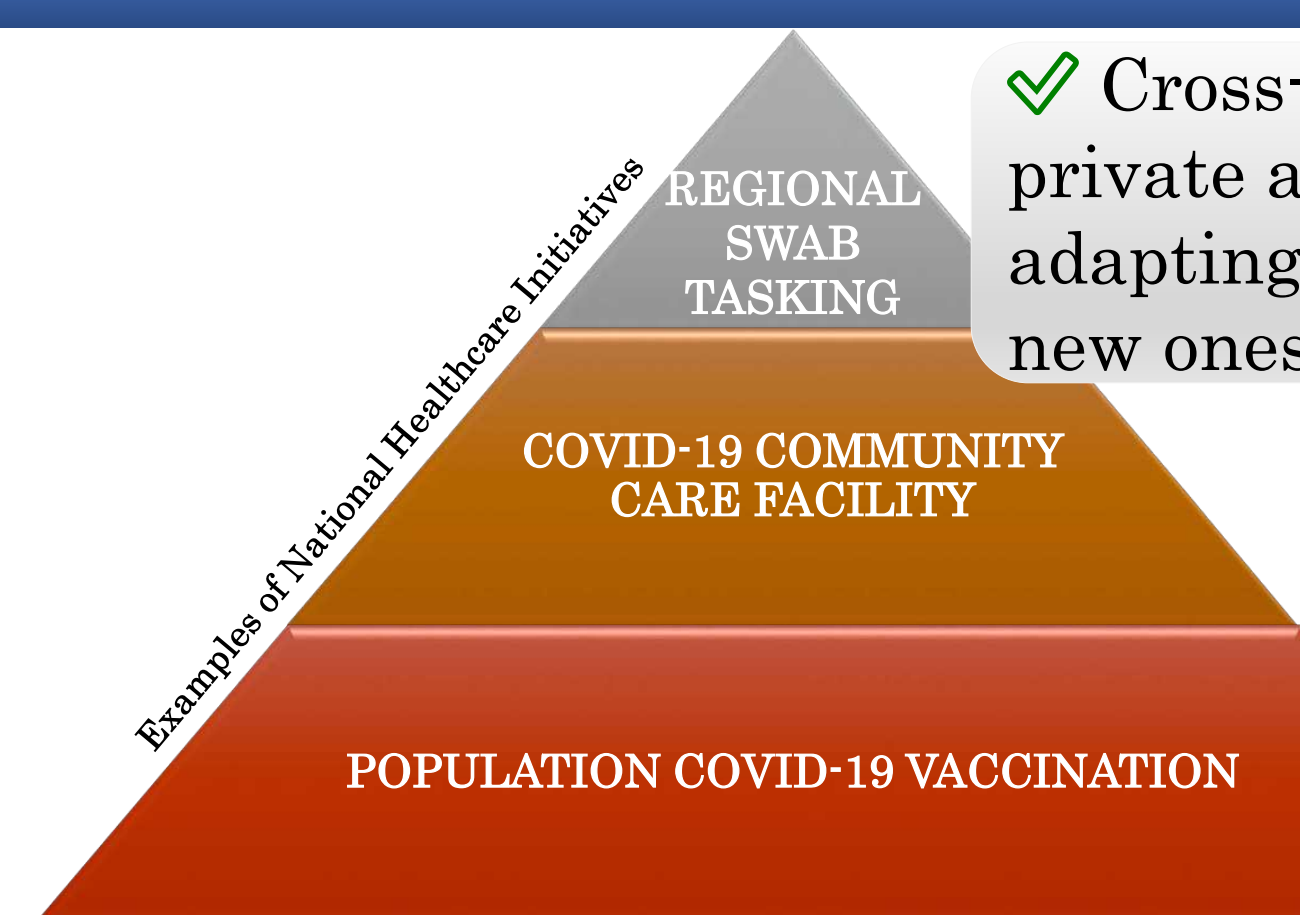 Examples of National Healthcare Initiatives
REGIONAL
SWAB
TASKING
COVID-19 COMMUNITY
CARE FACILITY
POPULATION COVID-19 VACCINATION
Cross-
private a
adapting
new ones